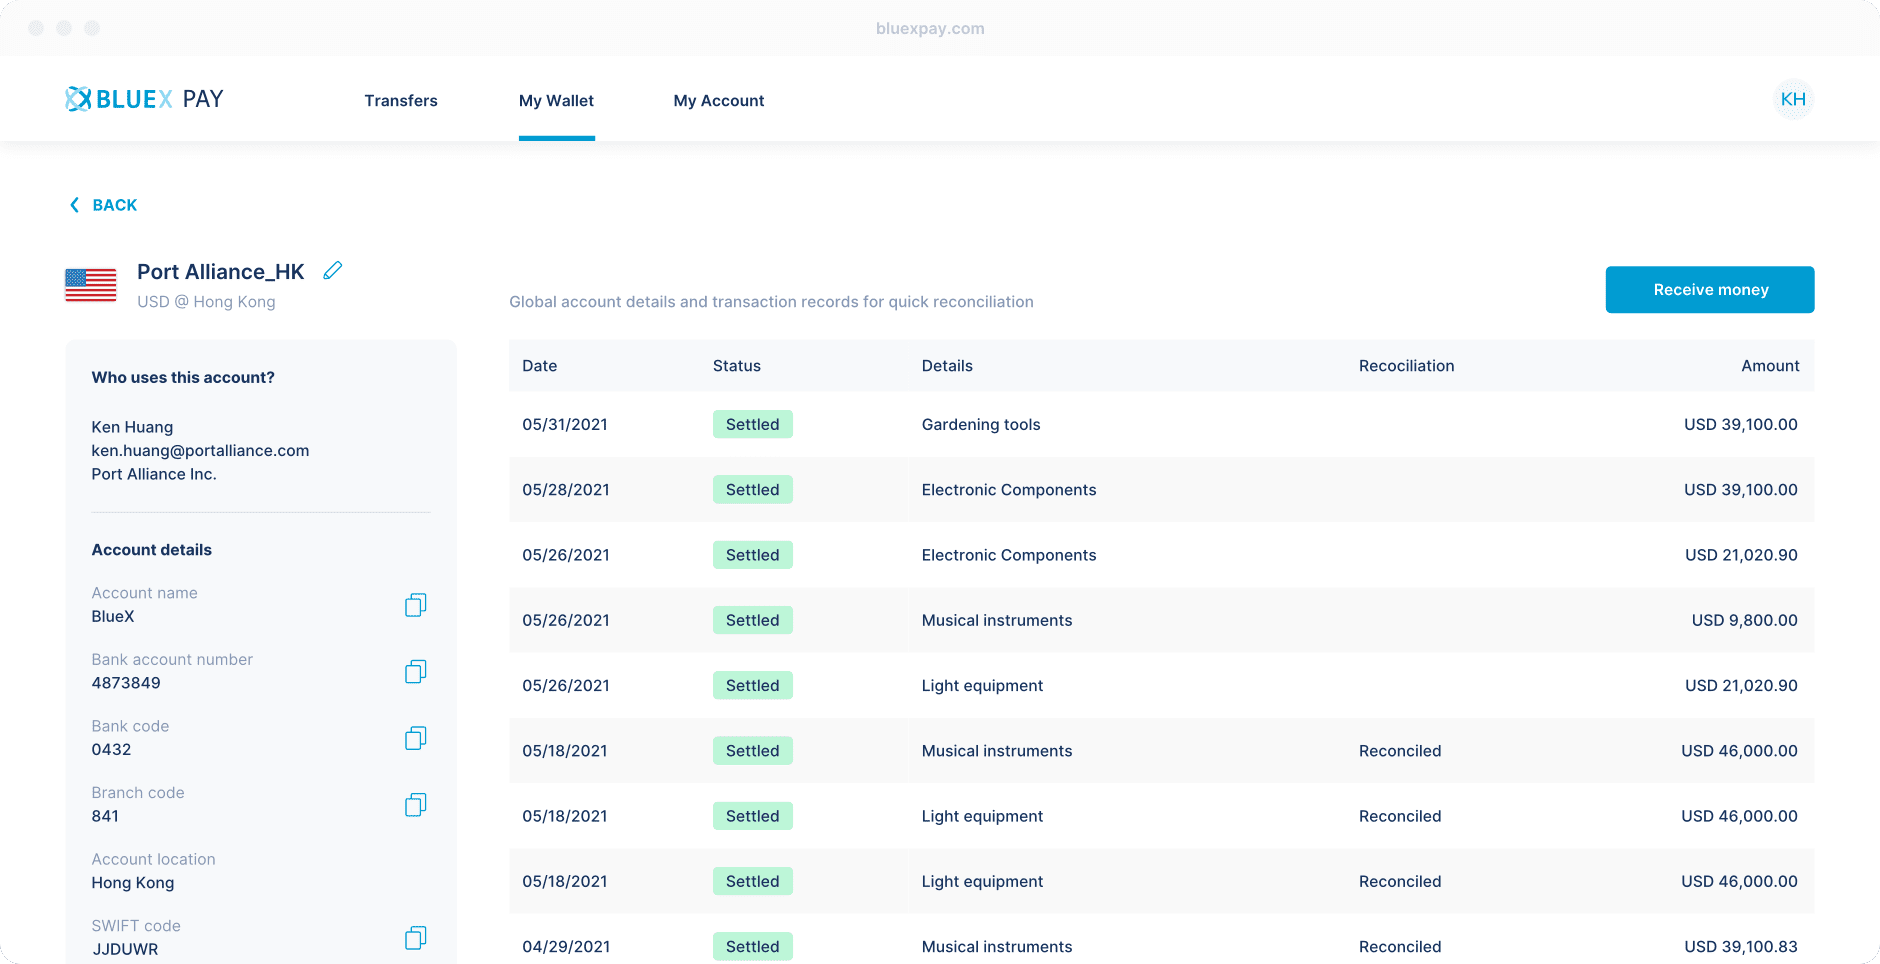 bluexpay.com
BLUEX PAY
Transfers
My Wallet
My Account
KH
BACK
Port Alliance_HK
USD @ Hong Kong
Global account details and transaction records for quick reconciliation
Receive money
Who uses this account?
Ken Huang
ken.huang@portalliance.com
Port Alliance Inc.
Account details
Account name
BlueX
Bank account number
4873849
Bank code
0432
Branch code
841
Account location
Hong Kong
SWIFT code
JJDUWR
Date Status Details Recociliation Amount
05/31/2021 Settled Gardening tools USD 39,100.00
05/28/2021 Settled Electronic Components USD 39,100.00
05/26/2021 Settled Electronic Components USD 21,020.90
05/26/2021 Settled Musical instruments USD 9,800.00
05/26/2021 Settled Light equipment USD 21,020.90
05/18/2021 Settled Musical instruments Reconciled USD 46,000.00
05/18/2021 Settled Light equipment Reconciled USD 46,000.00
05/18/2021 Settled Light equipment Reconciled USD 46,000.00
04/29/2021 Settled Musical instruments Reconciled USD 39,100.83